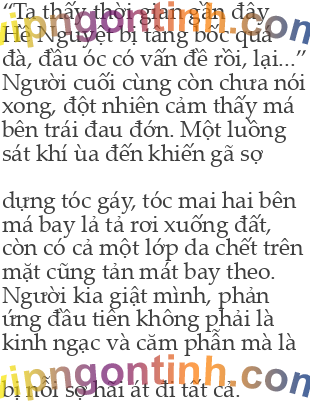 “Ta thấy thời gian gần đây
Hề Nguyệt bị tâng bốc quá
đà, đầu óc có vấn đề rồi, lại...”
Người cuối cùng còn chưa nói
xong, đột nhiên cảm thấy má
bên trái đau đớn. Một luồng
sát khí ùa đến khiến gã sợ
dựng tóc gáy, tóc mai hai bên
má bay lả tả rơi xuống đất,
còn có cả một lớp da chết trên
mặt cũng tản mát bay theo.
Người kia giật mình, phản
ứng đầu tiên không phải là
kinh ngạc và căm phẫn mà là
bị nỗi sợ hãi át đi tất cả.
vipngontinh.com
vipngontinh.com